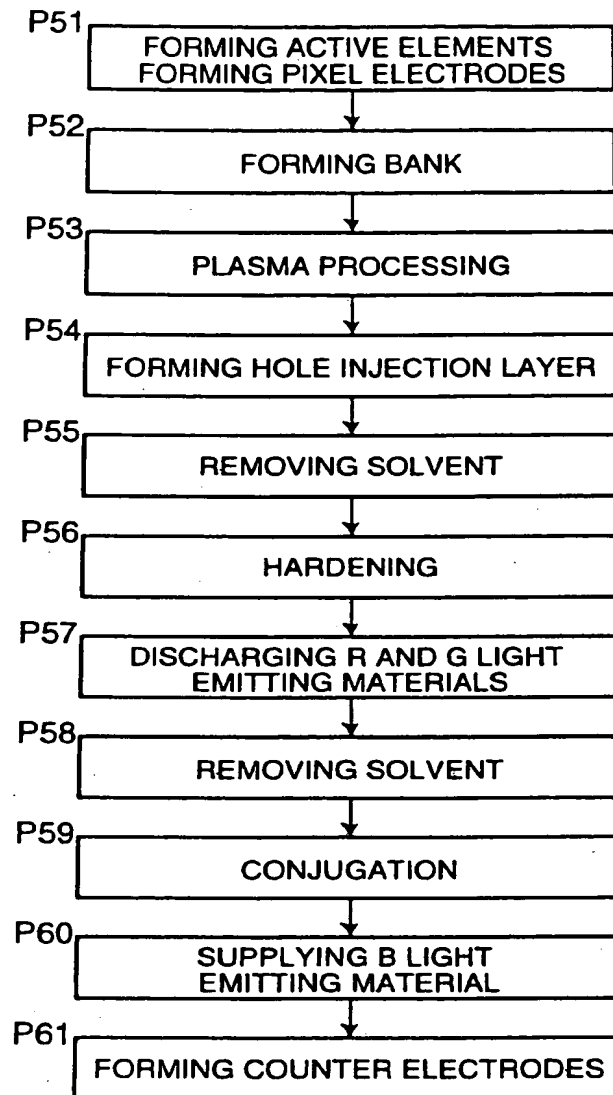 P51
FORMING ACTIVE ELEMENTS
FORMING PIXEL ELECTRODES
P52
FORMING BANK
P53
PLASMA PROCESSING
P54
FORMING HOLE INJECTION LAYER
P55
REMOVING SOLVENT
P56
HARDENING
P57
DISCHARGING R AND G LIGHT
EMITTING MATERIALS
P58
REMOVING SOLVENT
P59
CONJUGATION
P60
SUPPLYING B LIGHT
EMITTING MATERIAL
P61
FORMING COUNTER ELECTRODES